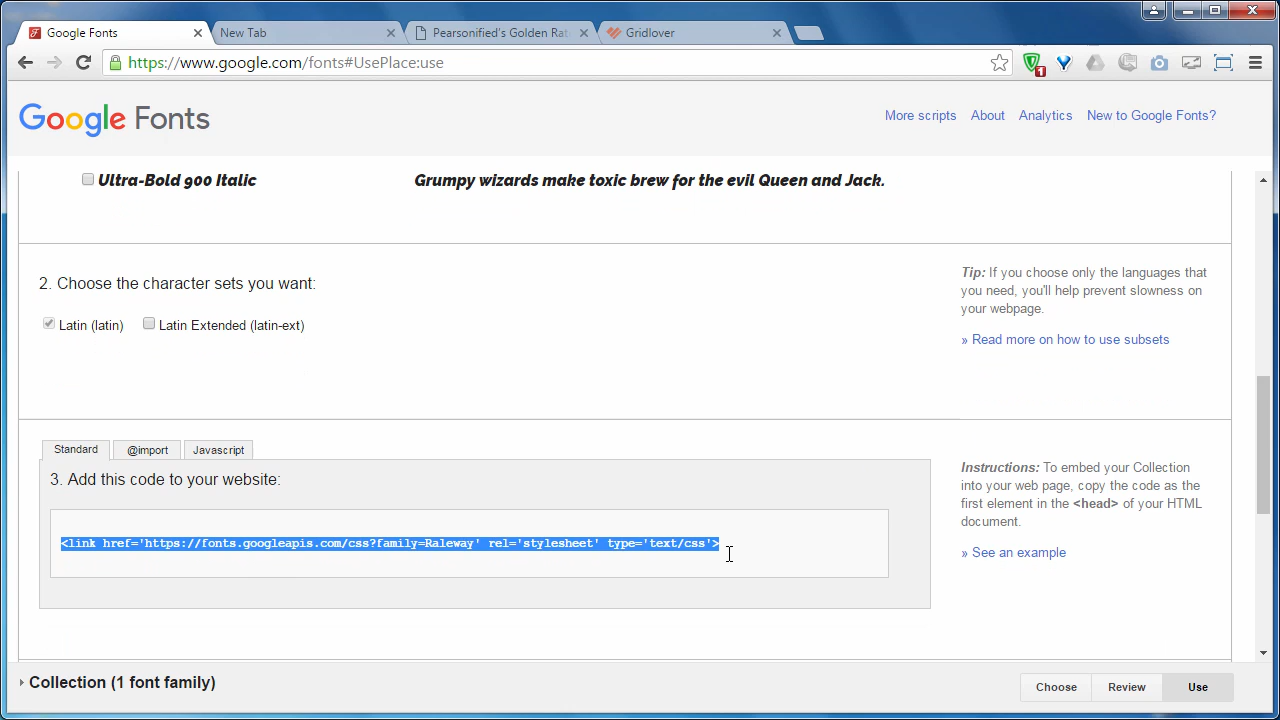 Google Fonts
New Tab
Pearsonified's Golden Rat
Gridlover
https://www.google.com/fonts#UsePlace:use
1
Google Fonts
More scripts
About
Analytics
New to Google Fonts?
Ultra-Bold 900 Italic
Grumpy wizards make toxic brew for the evil Queen and Jack.
2. Choose the character sets you want:
Latin (latin)
Latin Extended (latin-ext)
Tip: If you choose only the languages that
you need, you'll help prevent slowness on
your webpage.
» Read more on how to use subsets
Standard
@import
Javascript
3. Add this code to your website:
<link href='https://fonts.googleapis.com/css?family=Raleway' rel='stylesheet' type='text/css'>
Instructions: To embed your Collection
into your web page, copy the code as the
first element in the <head> of your HTML
document.
» See an example
Collection (1 font family)
Choose
Review
Use